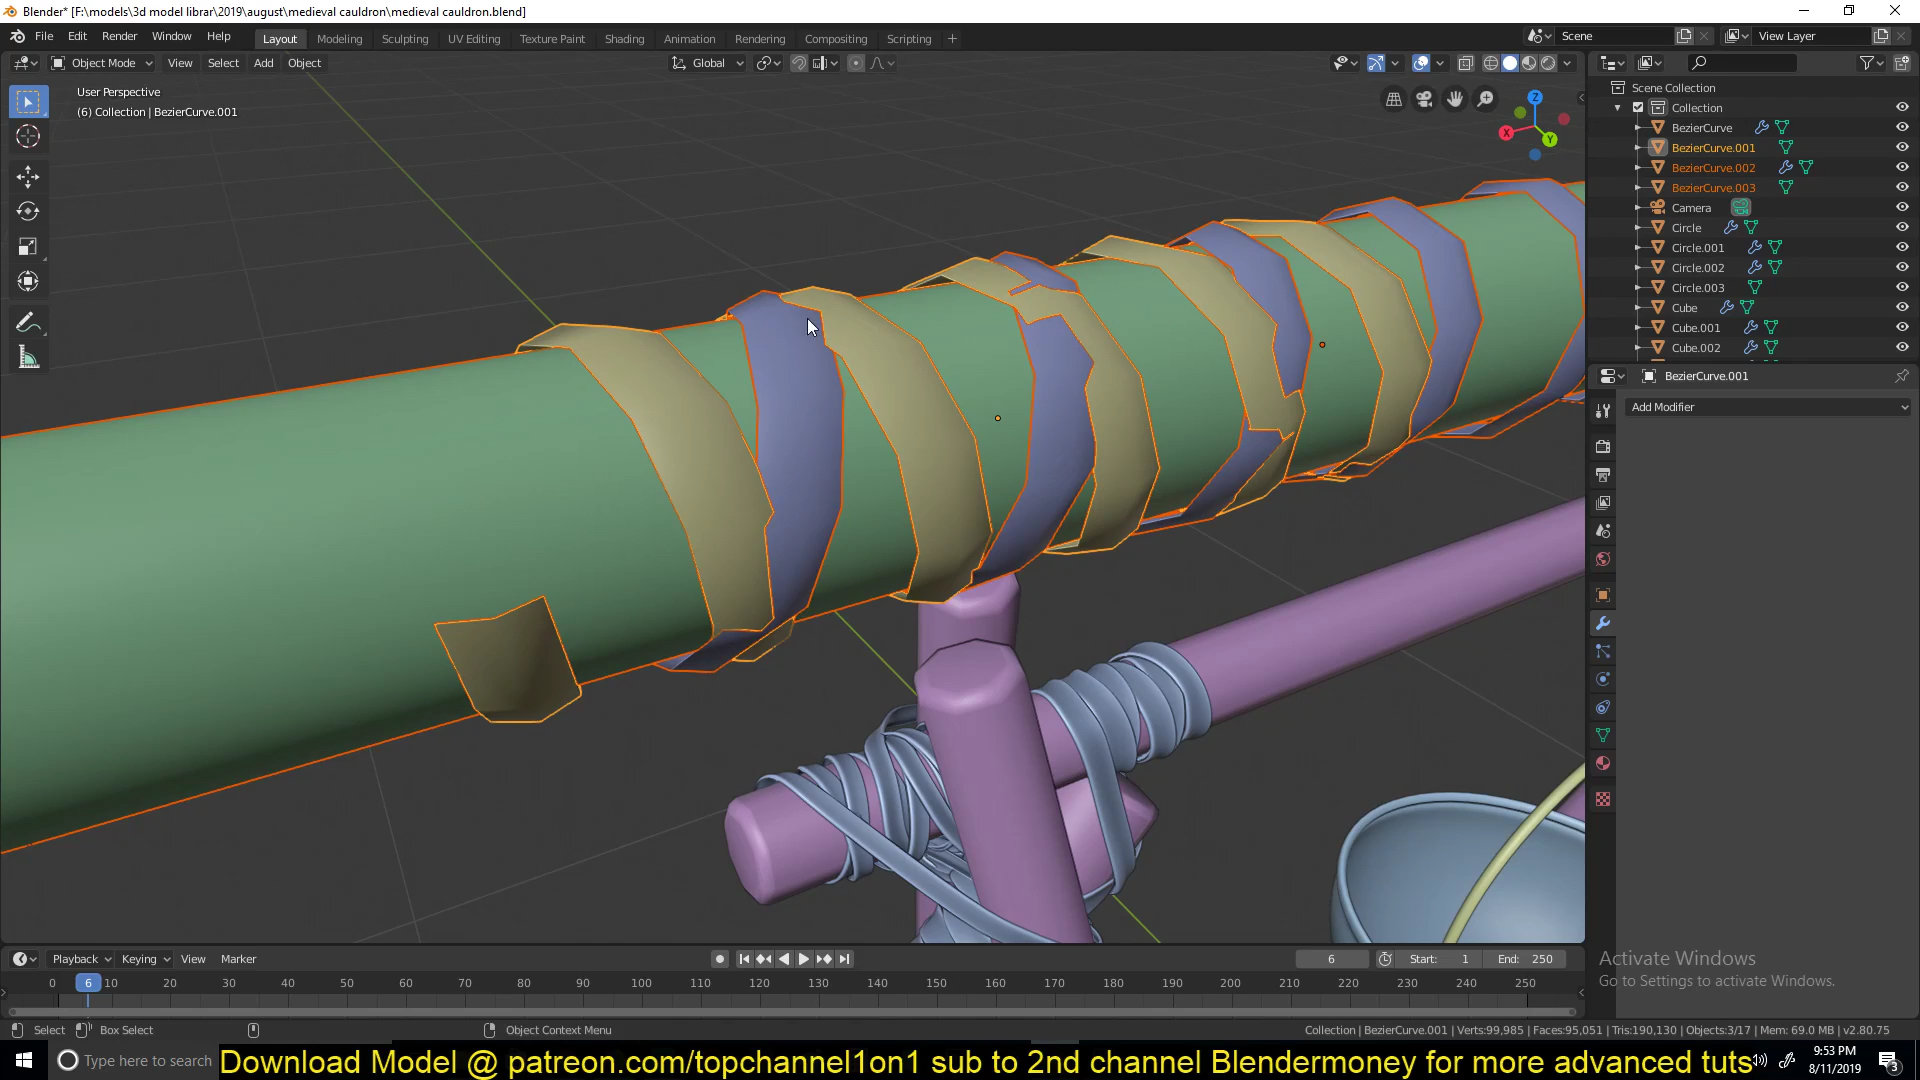 Blender* [F:\models\3d model librar\2019\august\medieval cauldron\medieval cauldron.blend]
File Edit Render Window Help Layout Modeling Sculpting UV Editing Texture Paint Shading Animation Rendering Compositing Scripting + Scene View Layer
Object Mode View Select Add Object Global
User Perspective
(6) Collection | BezierCurve.001
Z
X
Y
Scene Collection
Collection
BezierCurve
BezierCurve.001
BezierCurve.002
BezierCurve.003
Camera
Circle
Circle.001
Circle.002
Circle.003
Cube
Cube.001
Cube.002
BezierCurve.001
Add Modifier
Activate Windows
Go to Settings to activate Windows.
Playback Keying View Marker 6 Start: 1 End: 250
0 6 10 20 30 40 50 60 70 80 90 100 110 120 130 140 150 160 170 180 190 200 210 220 230 240 250
Select Box Select Object Context Menu Collection | BezierCurve.001 | Verts:99,985 | Faces:95,051 | Tris:190,130 | Objects:3/17 | Mem: 69.0 MB | v2.80.75
Type here to search
Download Model @ patreon.com/topchannel1on1 sub to 2nd channel Blendermoney for more advanced tuts
9:53 PM
8/11/2019
3